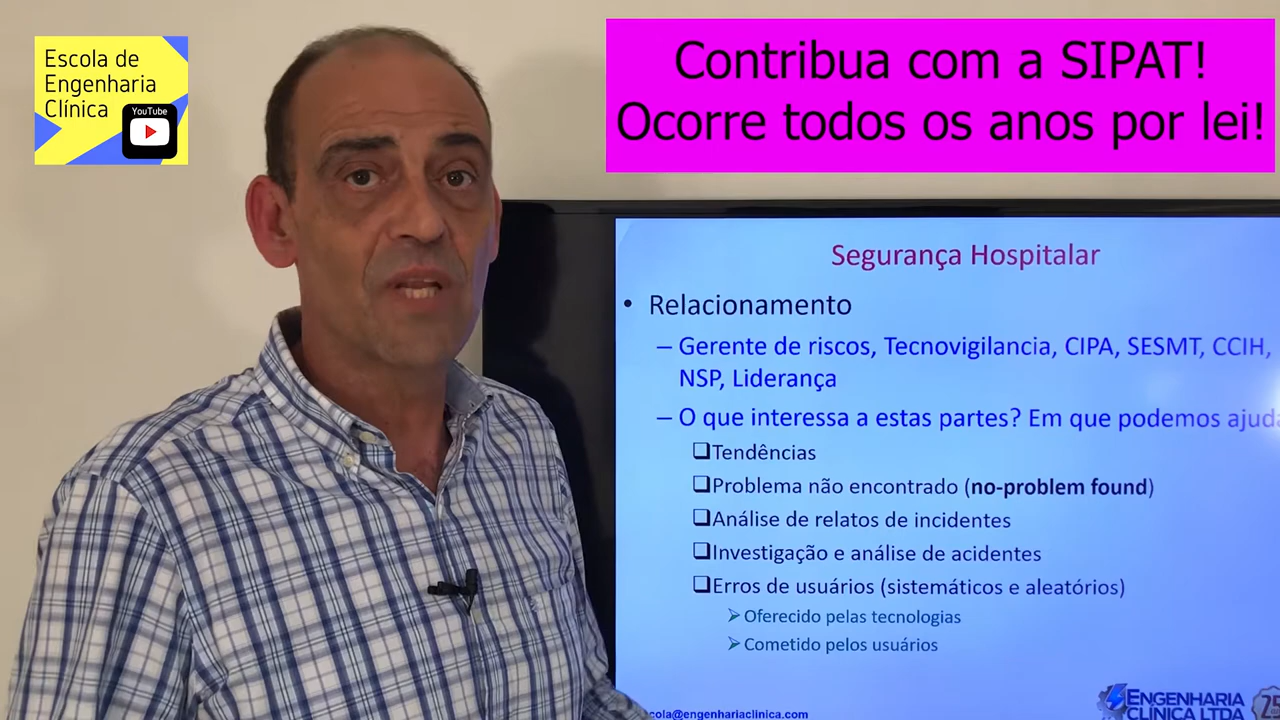 Escola de
Engenharia
Clínica
YouTube
Contribua com a SIPAT!
Ocorre todos os anos por lei!
Segurança Hospitalar
• Relacionamento
– Gerente de riscos, Tecnovigilancia, CIPA, SESMT, CCIH,
NSP, Liderança
– O que interessa a estas partes? Em que podemos ajuda
❑Tendências
❑Problema não encontrado (no-problem found)
❑Análise de relatos de incidentes
❑Investigação e análise de acidentes
❑Erros de usuários (sistemáticos e aleatórios)
➢Oferecido pelas tecnologias
➢Cometido pelos usuários
cola@engenhariaclinica.com
ENGENHARIA
CLÍNICA LTDA
25